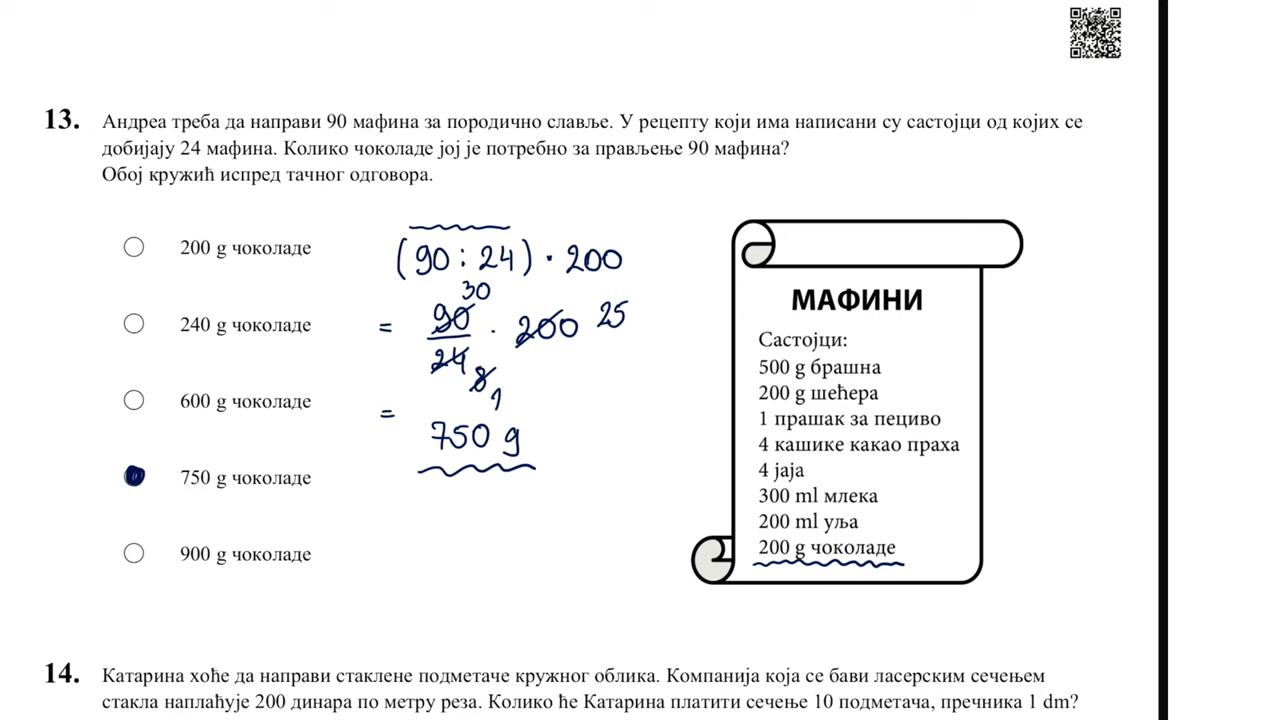 13. Андреа треба да направи 90 мафина за породично славље. У рецепту који има написани су састојци од којих се
добијају 24 мафина. Колико чоколаде јој је потребно за прављење 90 мафина?
Обој кружић испред тачног одговора.
200 g чоколаде
240 g чоколаде
600 g чоколаде
750 g чоколаде
900 g чоколаде
(90 : 24) · 200
30
= 90 · 200 25
24 8
1
=
750 g
МАФИНИ
Састојци:
500 g брашна
200 g шећера
1 прашак за пециво
4 кашике какао праха
4 јаја
300 ml млека
200 ml уља
200 g чоколаде
14. Катарина хоће да направи стаклене подметаче кружног облика. Компанија која се бави ласерским сечењем
стакла наплаћује 200 динара по метру реза. Колико ће Катарина платити сечење 10 подметача, пречника 1 dm?